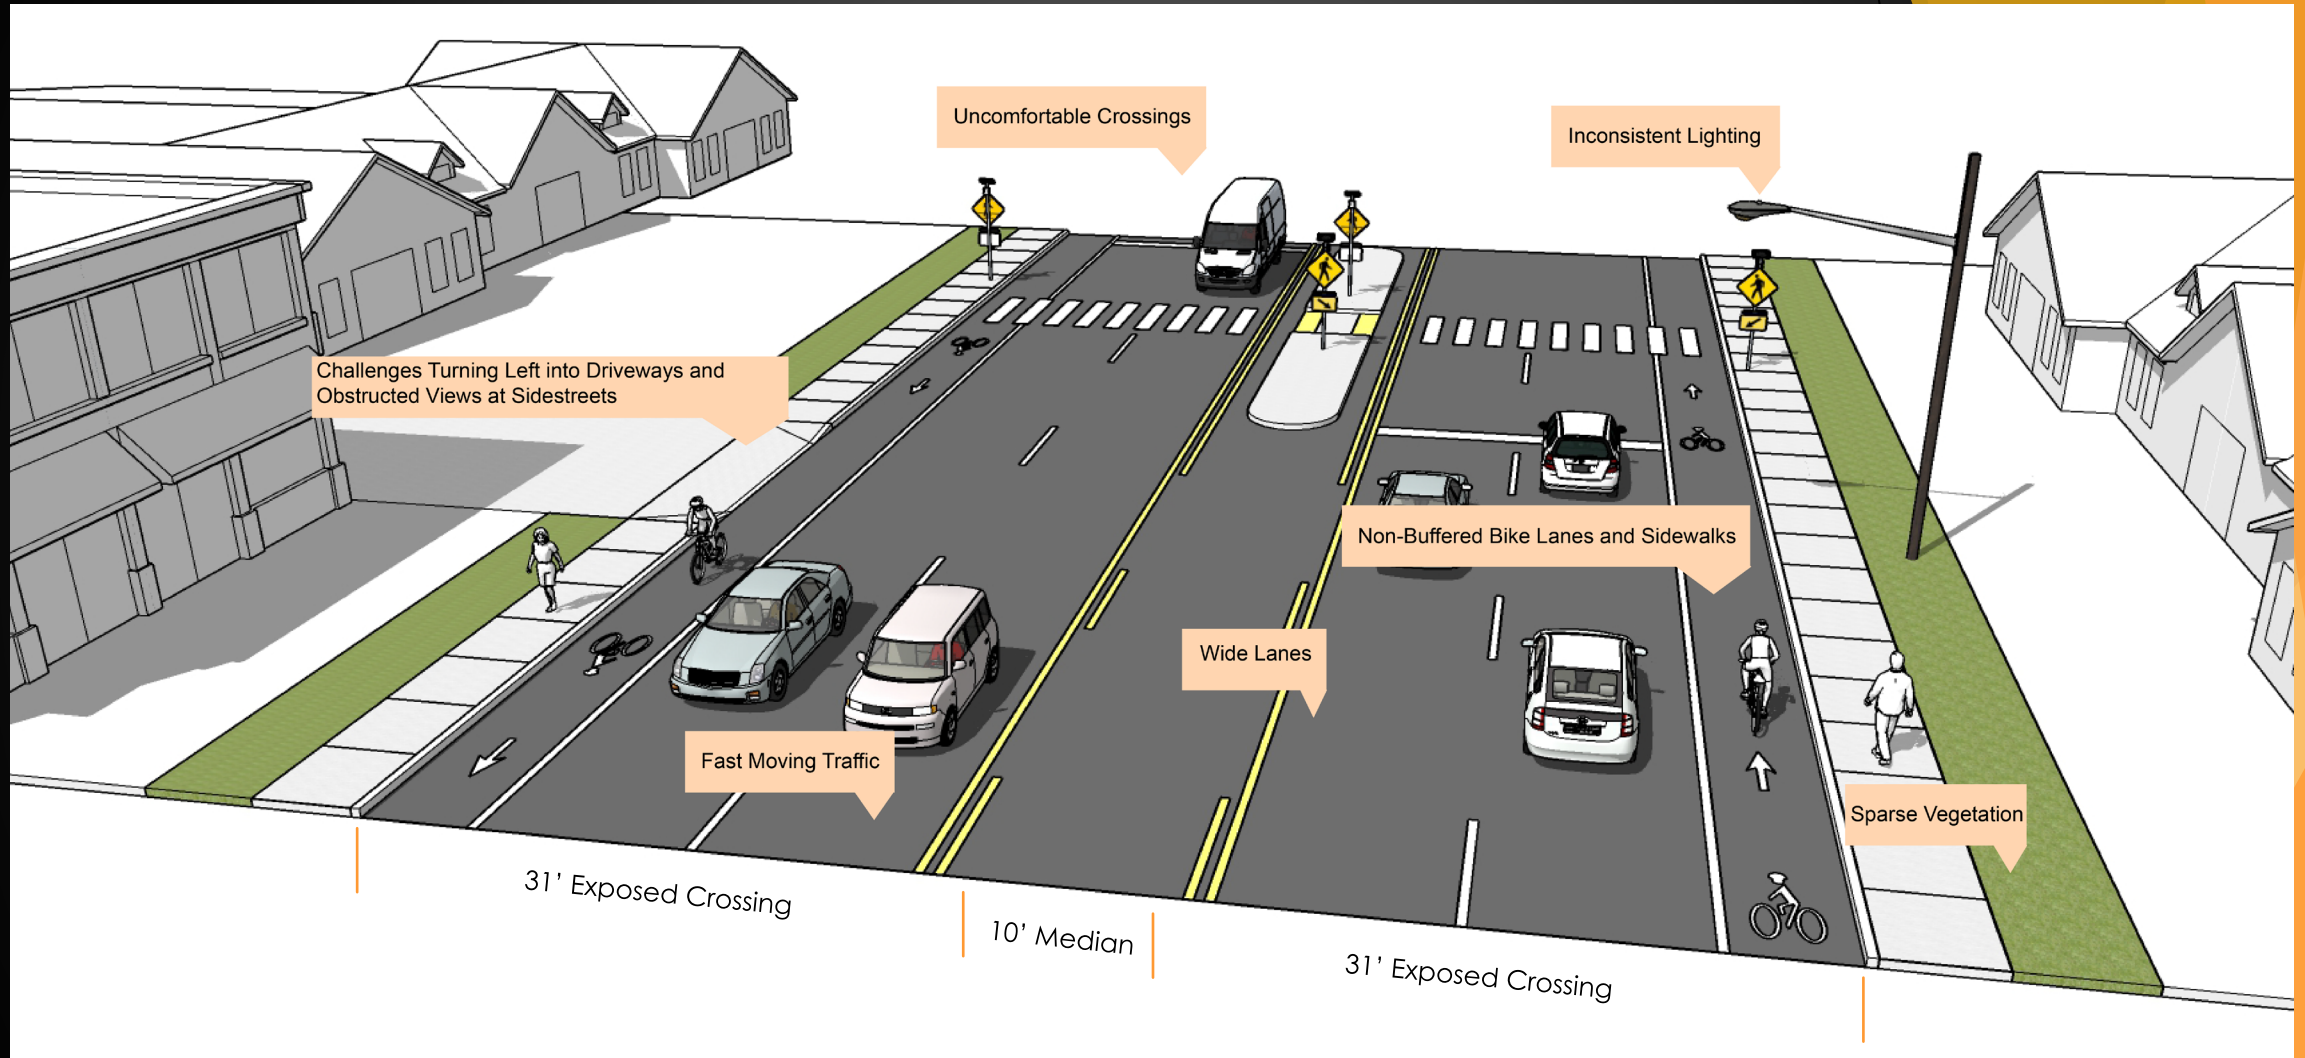 Uncomfortable Crossings
Inconsistent Lighting
Challenges Turning Left into Driveways and
Obstructed Views at Sidestreets
Non-Buffered Bike Lanes and Sidewalks
Wide Lanes
Fast Moving Traffic
Sparse Vegetation
31’ Exposed Crossing
10’ Median
31’ Exposed Crossing